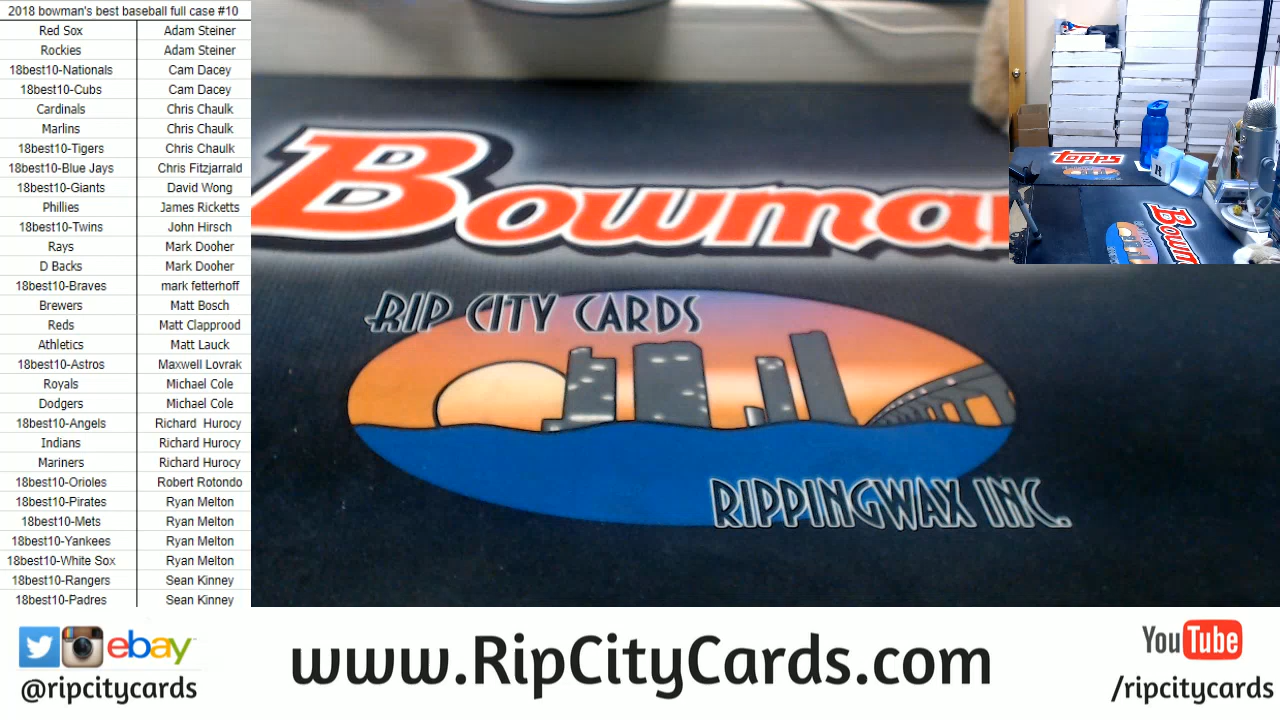 2018 bowman's best baseball full case #10
Red Sox Adam Steiner
Rockies Adam Steiner
18best10-Nationals Cam Dacey
18best10-Cubs Cam Dacey
Cardinals Chris Chaulk
Marlins Chris Chaulk
18best10-Tigers Chris Chaulk
18best10-Blue Jays Chris Fitzjarrald
18best10-Giants David Wong
Phillies James Ricketts
18best10-Twins John Hirsch
Rays Mark Dooher
D Backs Mark Dooher
18best10-Braves mark fetterhoff
Brewers Matt Bosch
Reds Matt Clapprood
Athletics Matt Lauck
18best10-Astros Maxwell Lovrak
Royals Michael Cole
Dodgers Michael Cole
18best10-Angels Richard Hurocy
Indians Richard Hurocy
Mariners Richard Hurocy
18best10-Orioles Robert Rotondo
18best10-Pirates Ryan Melton
18best10-Mets Ryan Melton
18best10-Yankees Ryan Melton
18best10-White Sox Ryan Melton
18best10-Rangers Sean Kinney
18best10-Padres Sean Kinney
Bowma
RIP CITY CARDS
RIPPINGWAX INC.
topps
Bowm
ebay
@ripcitycards
www.RipCityCards.com
YouTube
/ripcitycards